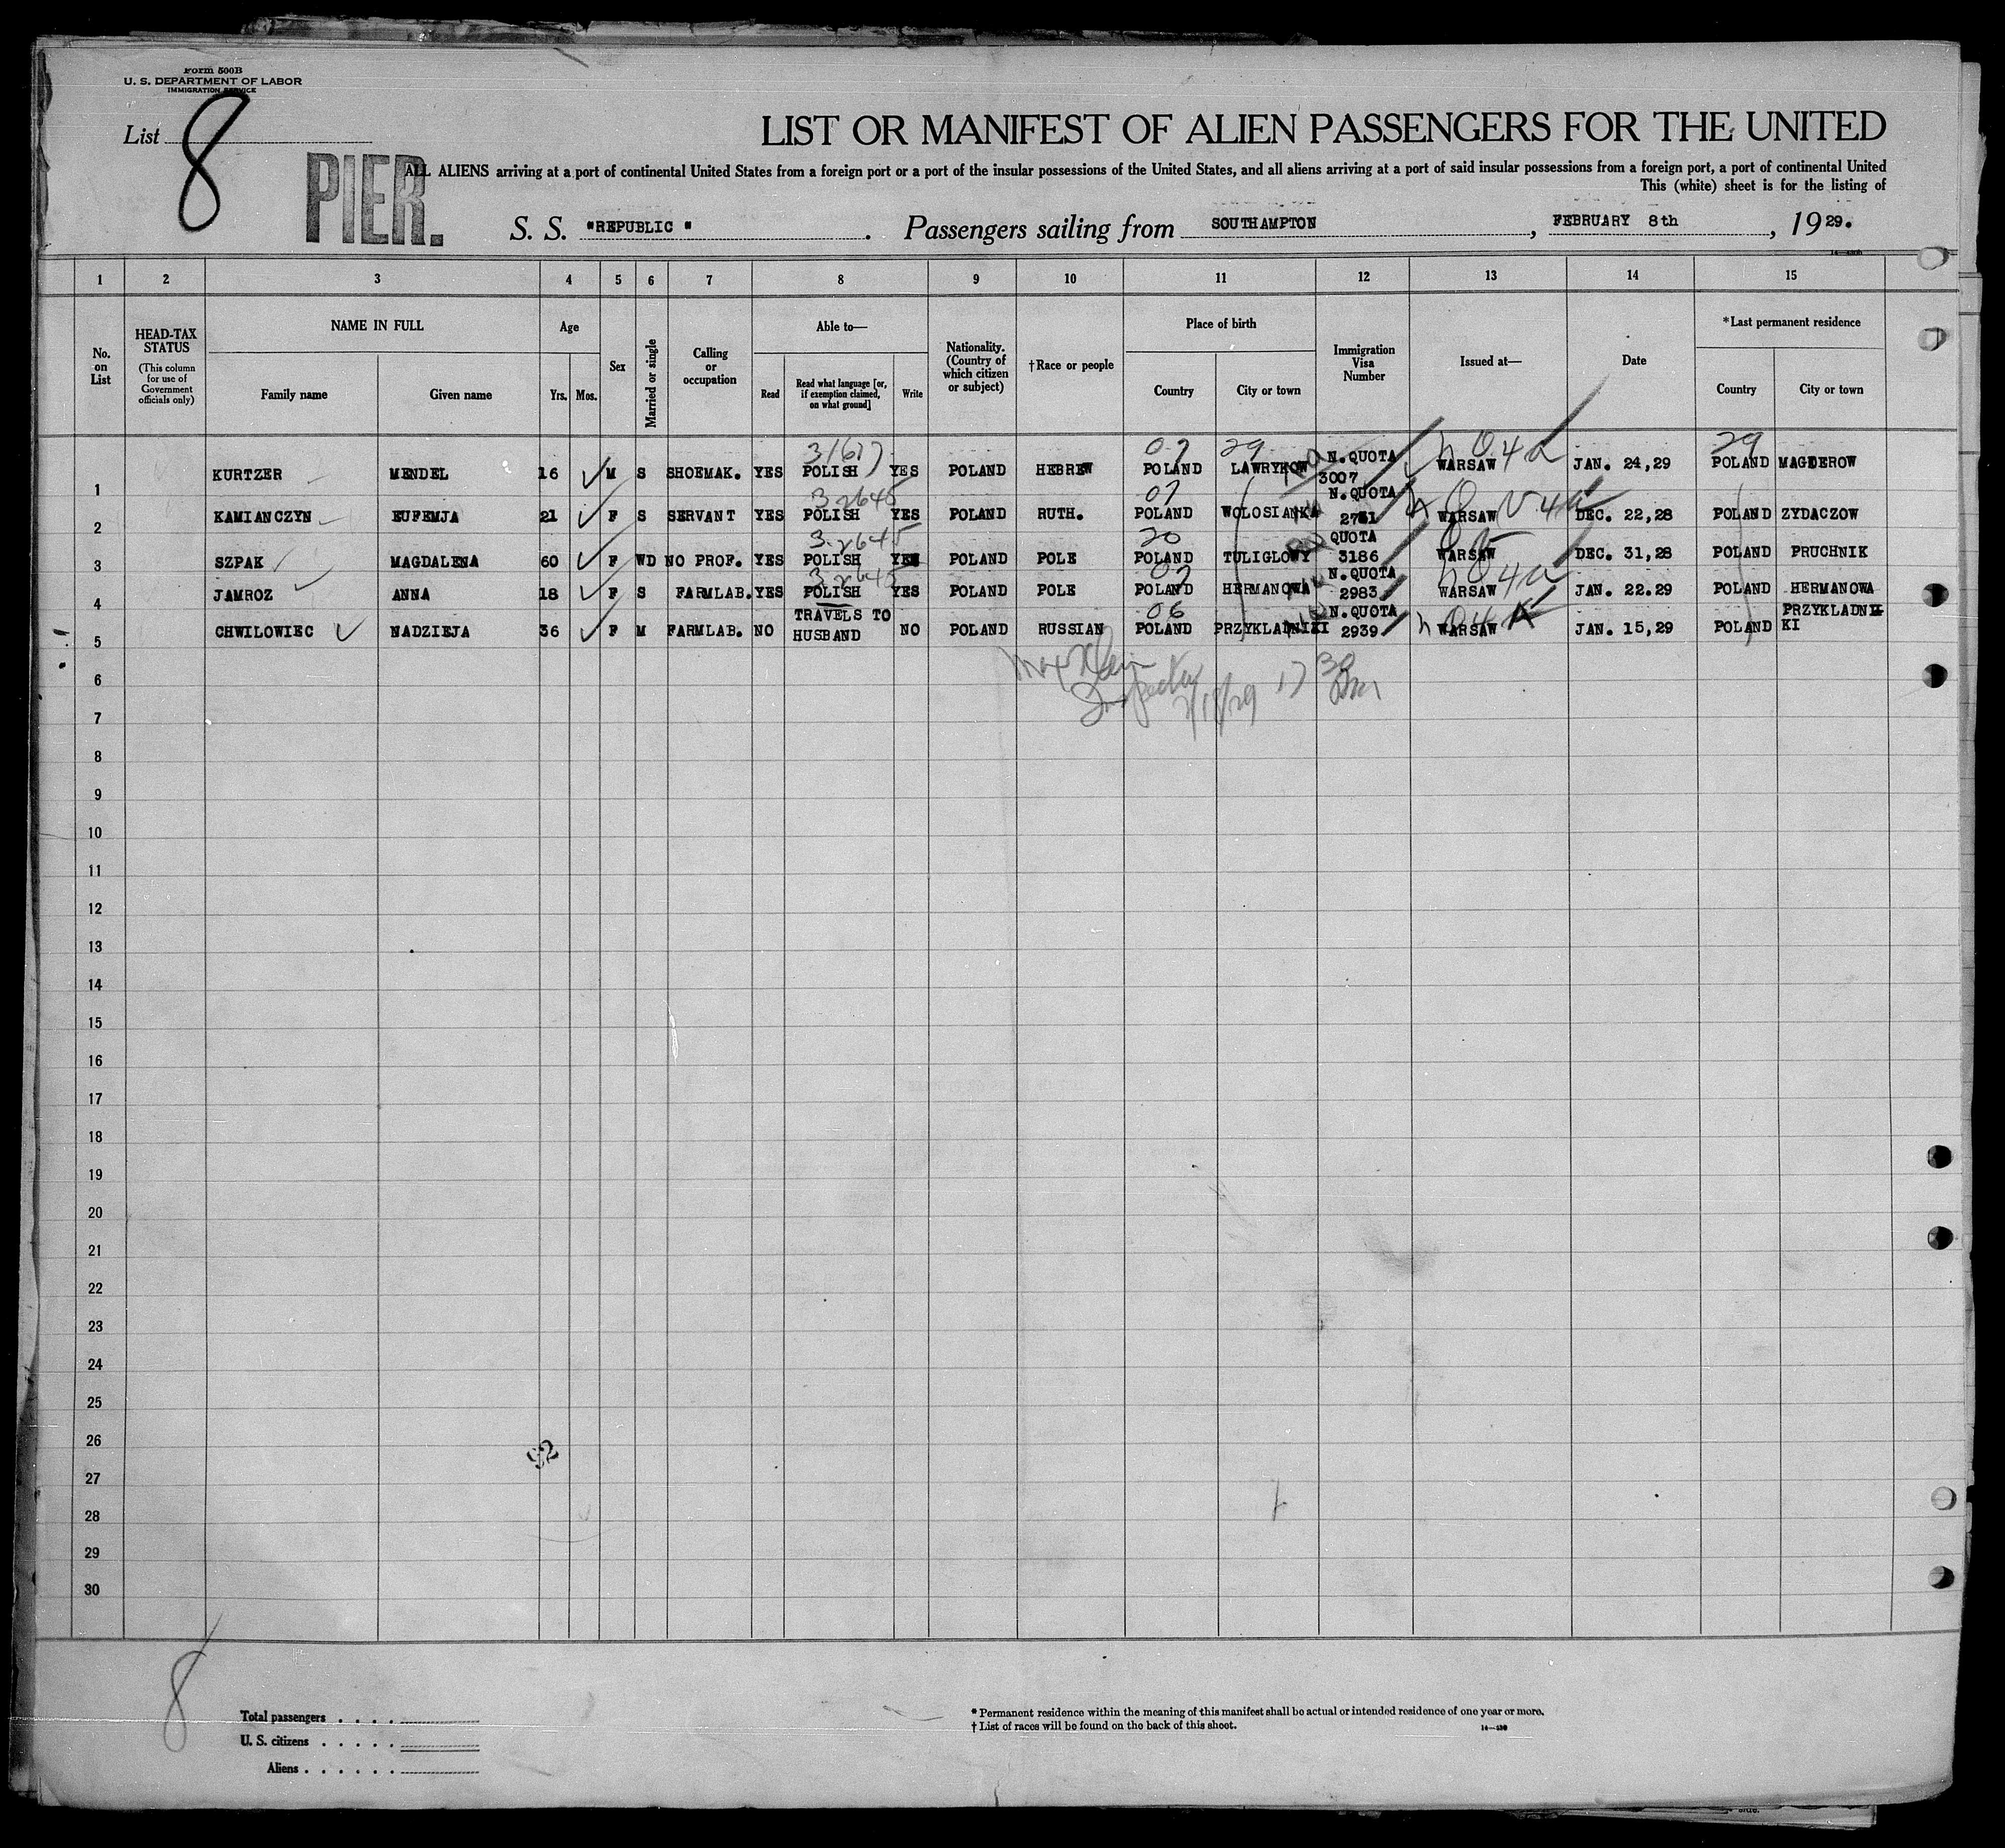 Form 500B
U. S. DEPARTMENT OF LABOR
IMMIGRATION SERVICE
List 8
PIER.
LIST OR MANIFEST OF ALIEN PASSENGERS FOR THE UNITED
ALL ALIENS arriving at a port of continental United States from a foreign port or a port of the insular possessions of the United States, and all aliens arriving at a port of said insular possessions from a foreign port, a port of continental United
This (white) sheet is for the listing of
S. S. "REPUBLIC". Passengers sailing from SOUTHAMPTON, FEBRUARY 8th, 1929.
1 2 3 4 5 6 7 8 9 10 11 12 13 14 15
No. on List
HEAD-TAX STATUS
(This column for use of Government officials only)
NAME IN FULL
Family name Given name
Age
Yrs. Mos.
Sex
Married or single
Calling or occupation
Able to—
Read
Read what language [or, if exemption claimed, on what ground]
Write
Nationality. (Country of which citizen or subject)
†Race or people
Place of birth
Country City or town
Immigration Visa Number
Issued at—
Date
*Last permanent residence
Country City or town
1 KURTZER MENDEL 16 M S SHOEMAK. YES POLISH YES POLAND HEBREW POLAND LAWRYKOW N.QUOTA 3007 WARSAW JAN. 24,29 POLAND MAGDEROW
2 KAMIANCZYN EUFEMJA 21 F S SERVANT YES POLISH YES POLAND RUTH. POLAND WOLOSIANKA N.QUOTA WARSAW DEC. 22,28 POLAND ZYDACZOW
3 SZPAK MAGDALENA 60 F WD NO PROF. YES POLISH YES POLAND POLE POLAND TULIGLOWY QUOTA 3186 WARSAW DEC. 31,28 POLAND PRUCHNIK
4 JAMROZ ANNA 18 F S FARMLAB. YES POLISH YES POLAND POLE POLAND HERMANOWA N.QUOTA 2983 WARSAW JAN. 22.29 POLAND HERMANOWA
5 CHWILOWIEC NADZIEJA 36 F M FARMLAB. NO TRAVELS TO HUSBAND NO POLAND RUSSIAN POLAND PRZYKLADNIKI N.QUOTA 2939 WARSAW JAN. 15,29 POLAND PRZYKLADNIKI
Inspector
6
7
8
9
10
11
12
13
14
15
16
17
18
19
20
21
22
23
24
25
26
92
27
28
29
30
8
Total passengers . . . .
U. S. citizens . . . . .
Aliens . . . . . .
* Permanent residence within the meaning of this manifest shall be actual or intended residence of one year or more.
† List of races will be found on the back of this sheet.